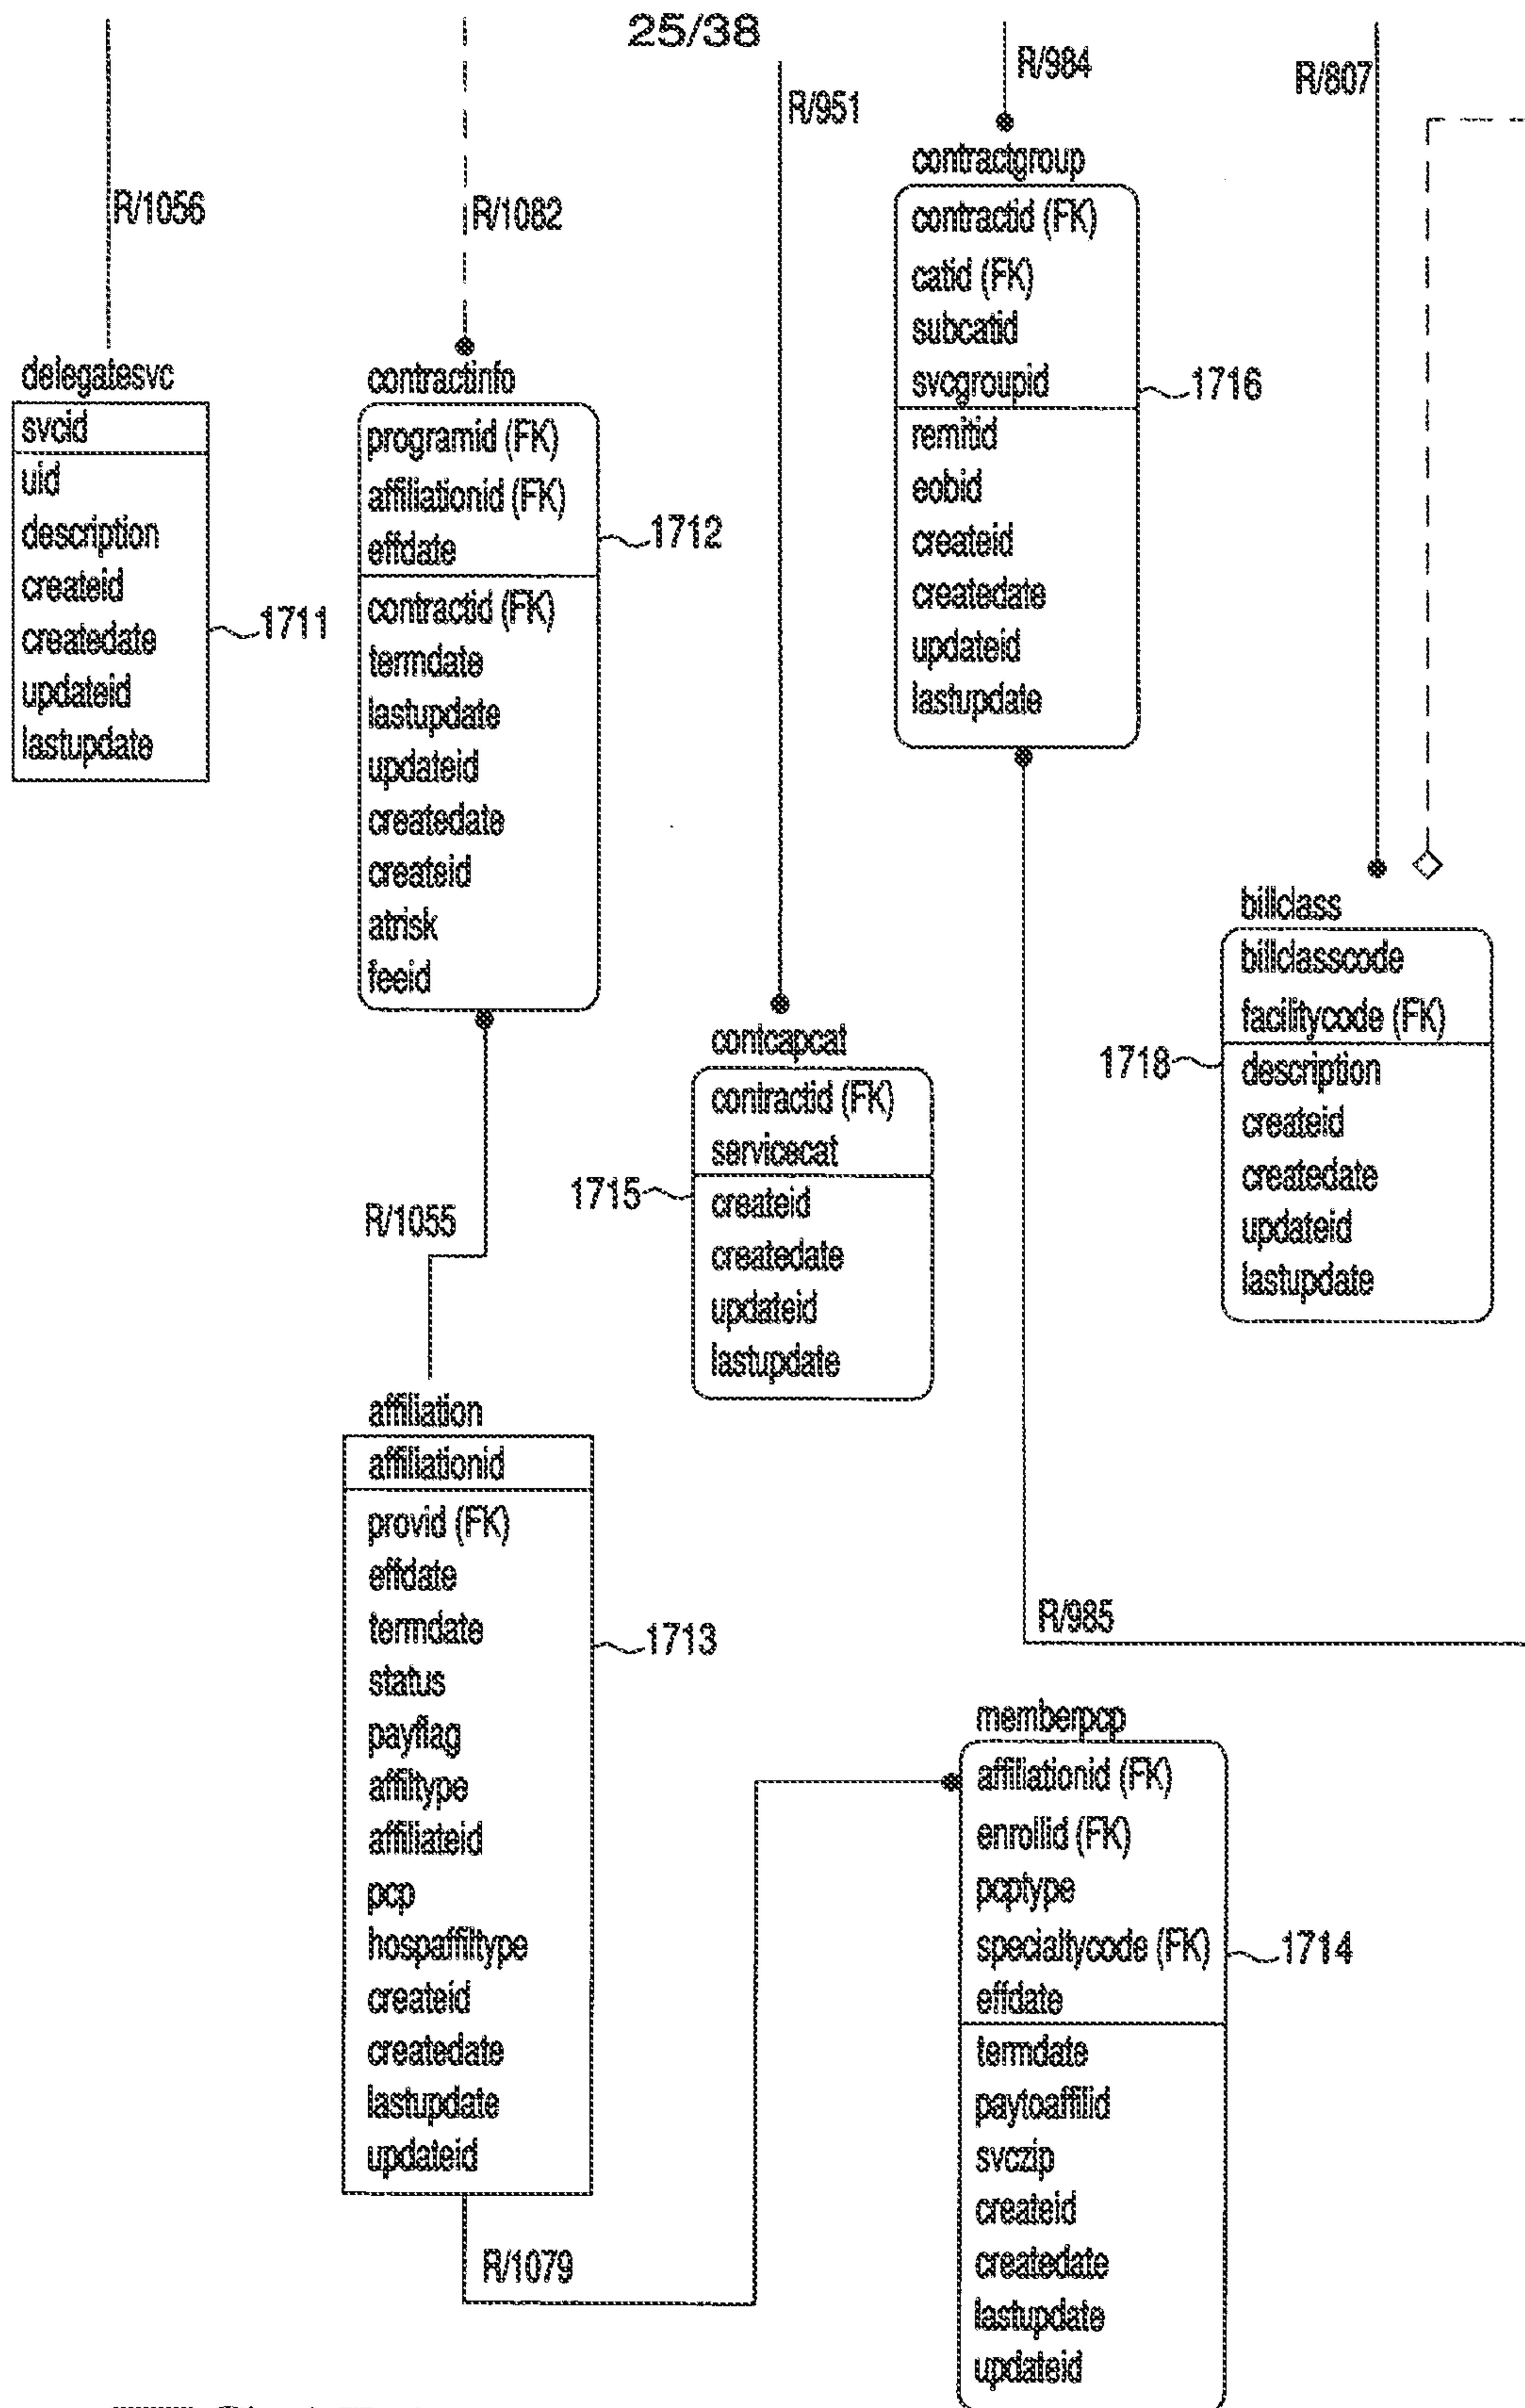 25/38
R/1056
R/1082
R/951
R/984
R/807
delegatesvc
svcid
uid
description
createid
createdate
updateid
lastupdate
1711
contractinfo
programid (FK)
affiliationid (FK)
effdate
contractid (FK)
termdate
lastupdate
updateid
createdate
createid
atrisk
feeid
1712
R/1055
affiliation
affiliationid
provid (FK)
effdate
termdate
status
payflag
affiltype
affiliateid
pcp
hospaffiltype
createid
createdate
lastupdate
updateid
1713
R/1079
contcapcat
contractid (FK)
servicecat
createid
createdate
updateid
lastupdate
1715
contractgroup
contractid (FK)
catid (FK)
subcatid
svcgroupid
remitid
eobid
createid
createdate
updateid
lastupdate
1716
R/985
billclass
billclasscode
facilitycode (FK)
description
createid
createdate
updateid
lastupdate
1718
memberpcp
affiliationid (FK)
enrollid (FK)
pcptype
specialtycode (FK)
effdate
termdate
paytoaffilid
svczip
createid
createdate
lastupdate
updateid
1714